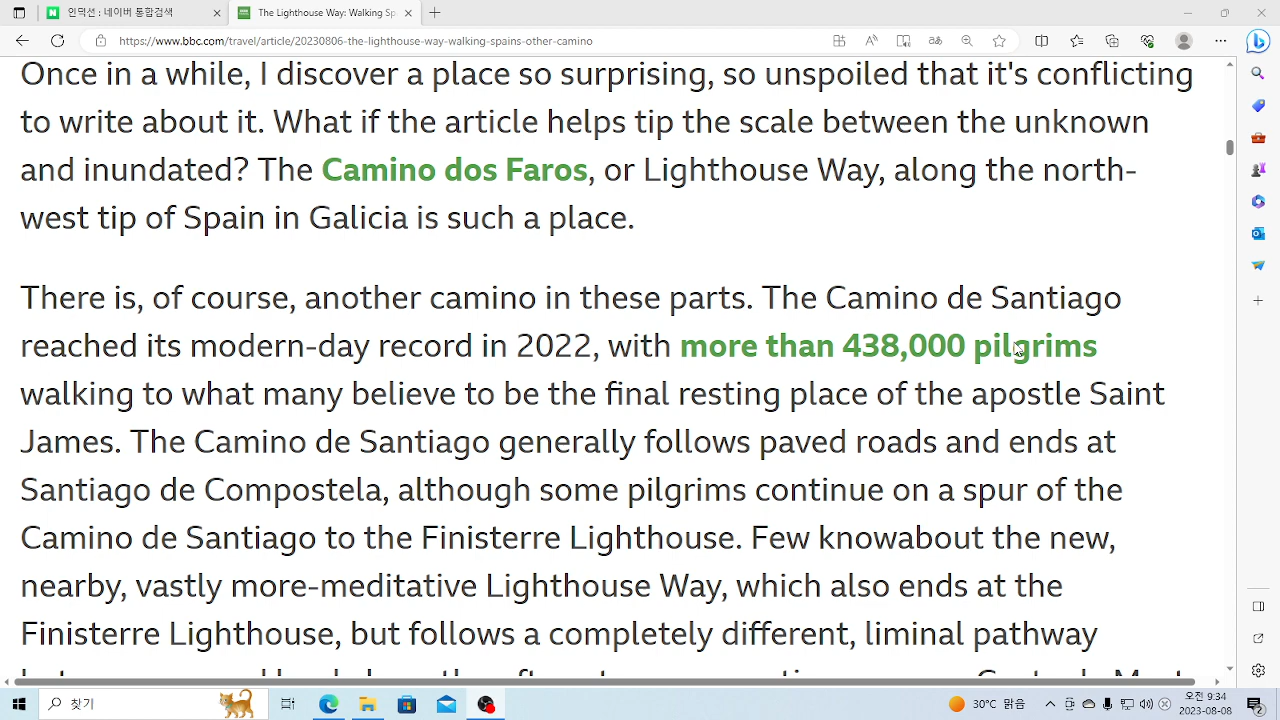 인덕션 : 네이버 통합검색
The Lighthouse Way: Walking Sp
https://www.bbc.com/travel/article/20230806-the-lighthouse-way-walking-spains-other-camino
Once in a while, I discover a place so surprising, so unspoiled that it's conflicting
to write about it. What if the article helps tip the scale between the unknown
and inundated? The Camino dos Faros, or Lighthouse Way, along the north-
west tip of Spain in Galicia is such a place.
There is, of course, another camino in these parts. The Camino de Santiago
reached its modern-day record in 2022, with more than 438,000 pilgrims
walking to what many believe to be the final resting place of the apostle Saint
James. The Camino de Santiago generally follows paved roads and ends at
Santiago de Compostela, although some pilgrims continue on a spur of the
Camino de Santiago to the Finisterre Lighthouse. Few knowabout the new,
nearby, vastly more-meditative Lighthouse Way, which also ends at the
Finisterre Lighthouse, but follows a completely different, liminal pathway
찾기
30°C 맑음
오전 9:34
2023-08-08
2